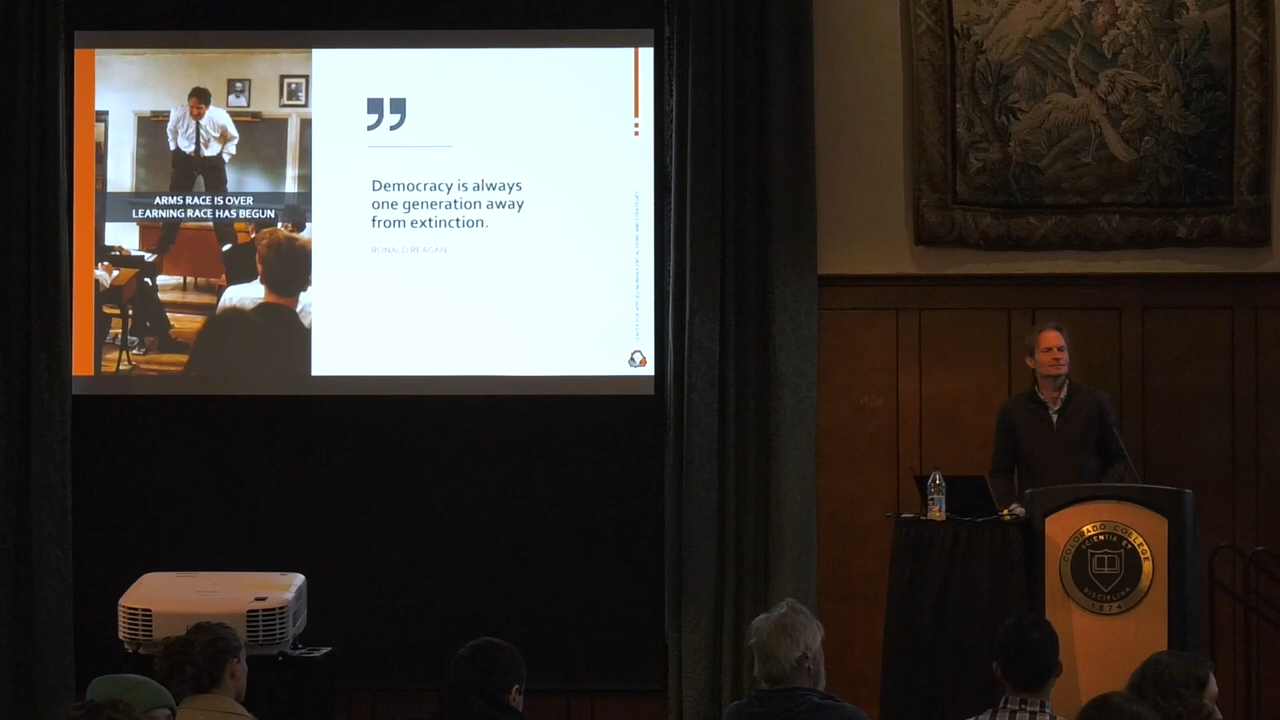 ARMS RACE IS OVER
LEARNING RACE HAS BEGUN
”
Democracy is always
one generation away
from extinction.
RONALD REAGAN
COLORADO COLLEGE
SCIENTIA ET
DISCIPLINA
1874